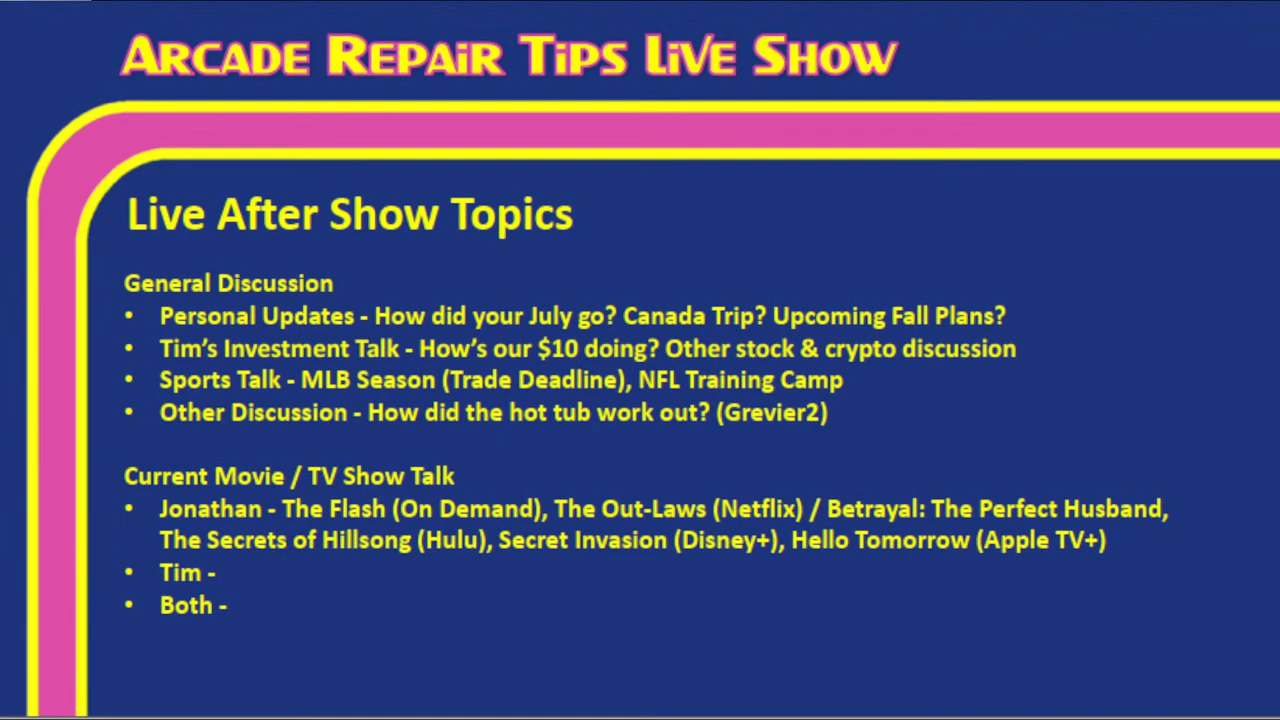 Arcade Repair Tips Live Show
Live After Show Topics
General Discussion
• Personal Updates - How did your July go? Canada Trip? Upcoming Fall Plans?
• Tim’s Investment Talk - How’s our $10 doing? Other stock & crypto discussion
• Sports Talk - MLB Season (Trade Deadline), NFL Training Camp
• Other Discussion - How did the hot tub work out? (Grevier2)
Current Movie / TV Show Talk
• Jonathan - The Flash (On Demand), The Out-Laws (Netflix) / Betrayal: The Perfect Husband,
The Secrets of Hillsong (Hulu), Secret Invasion (Disney+), Hello Tomorrow (Apple TV+)
• Tim -
• Both -